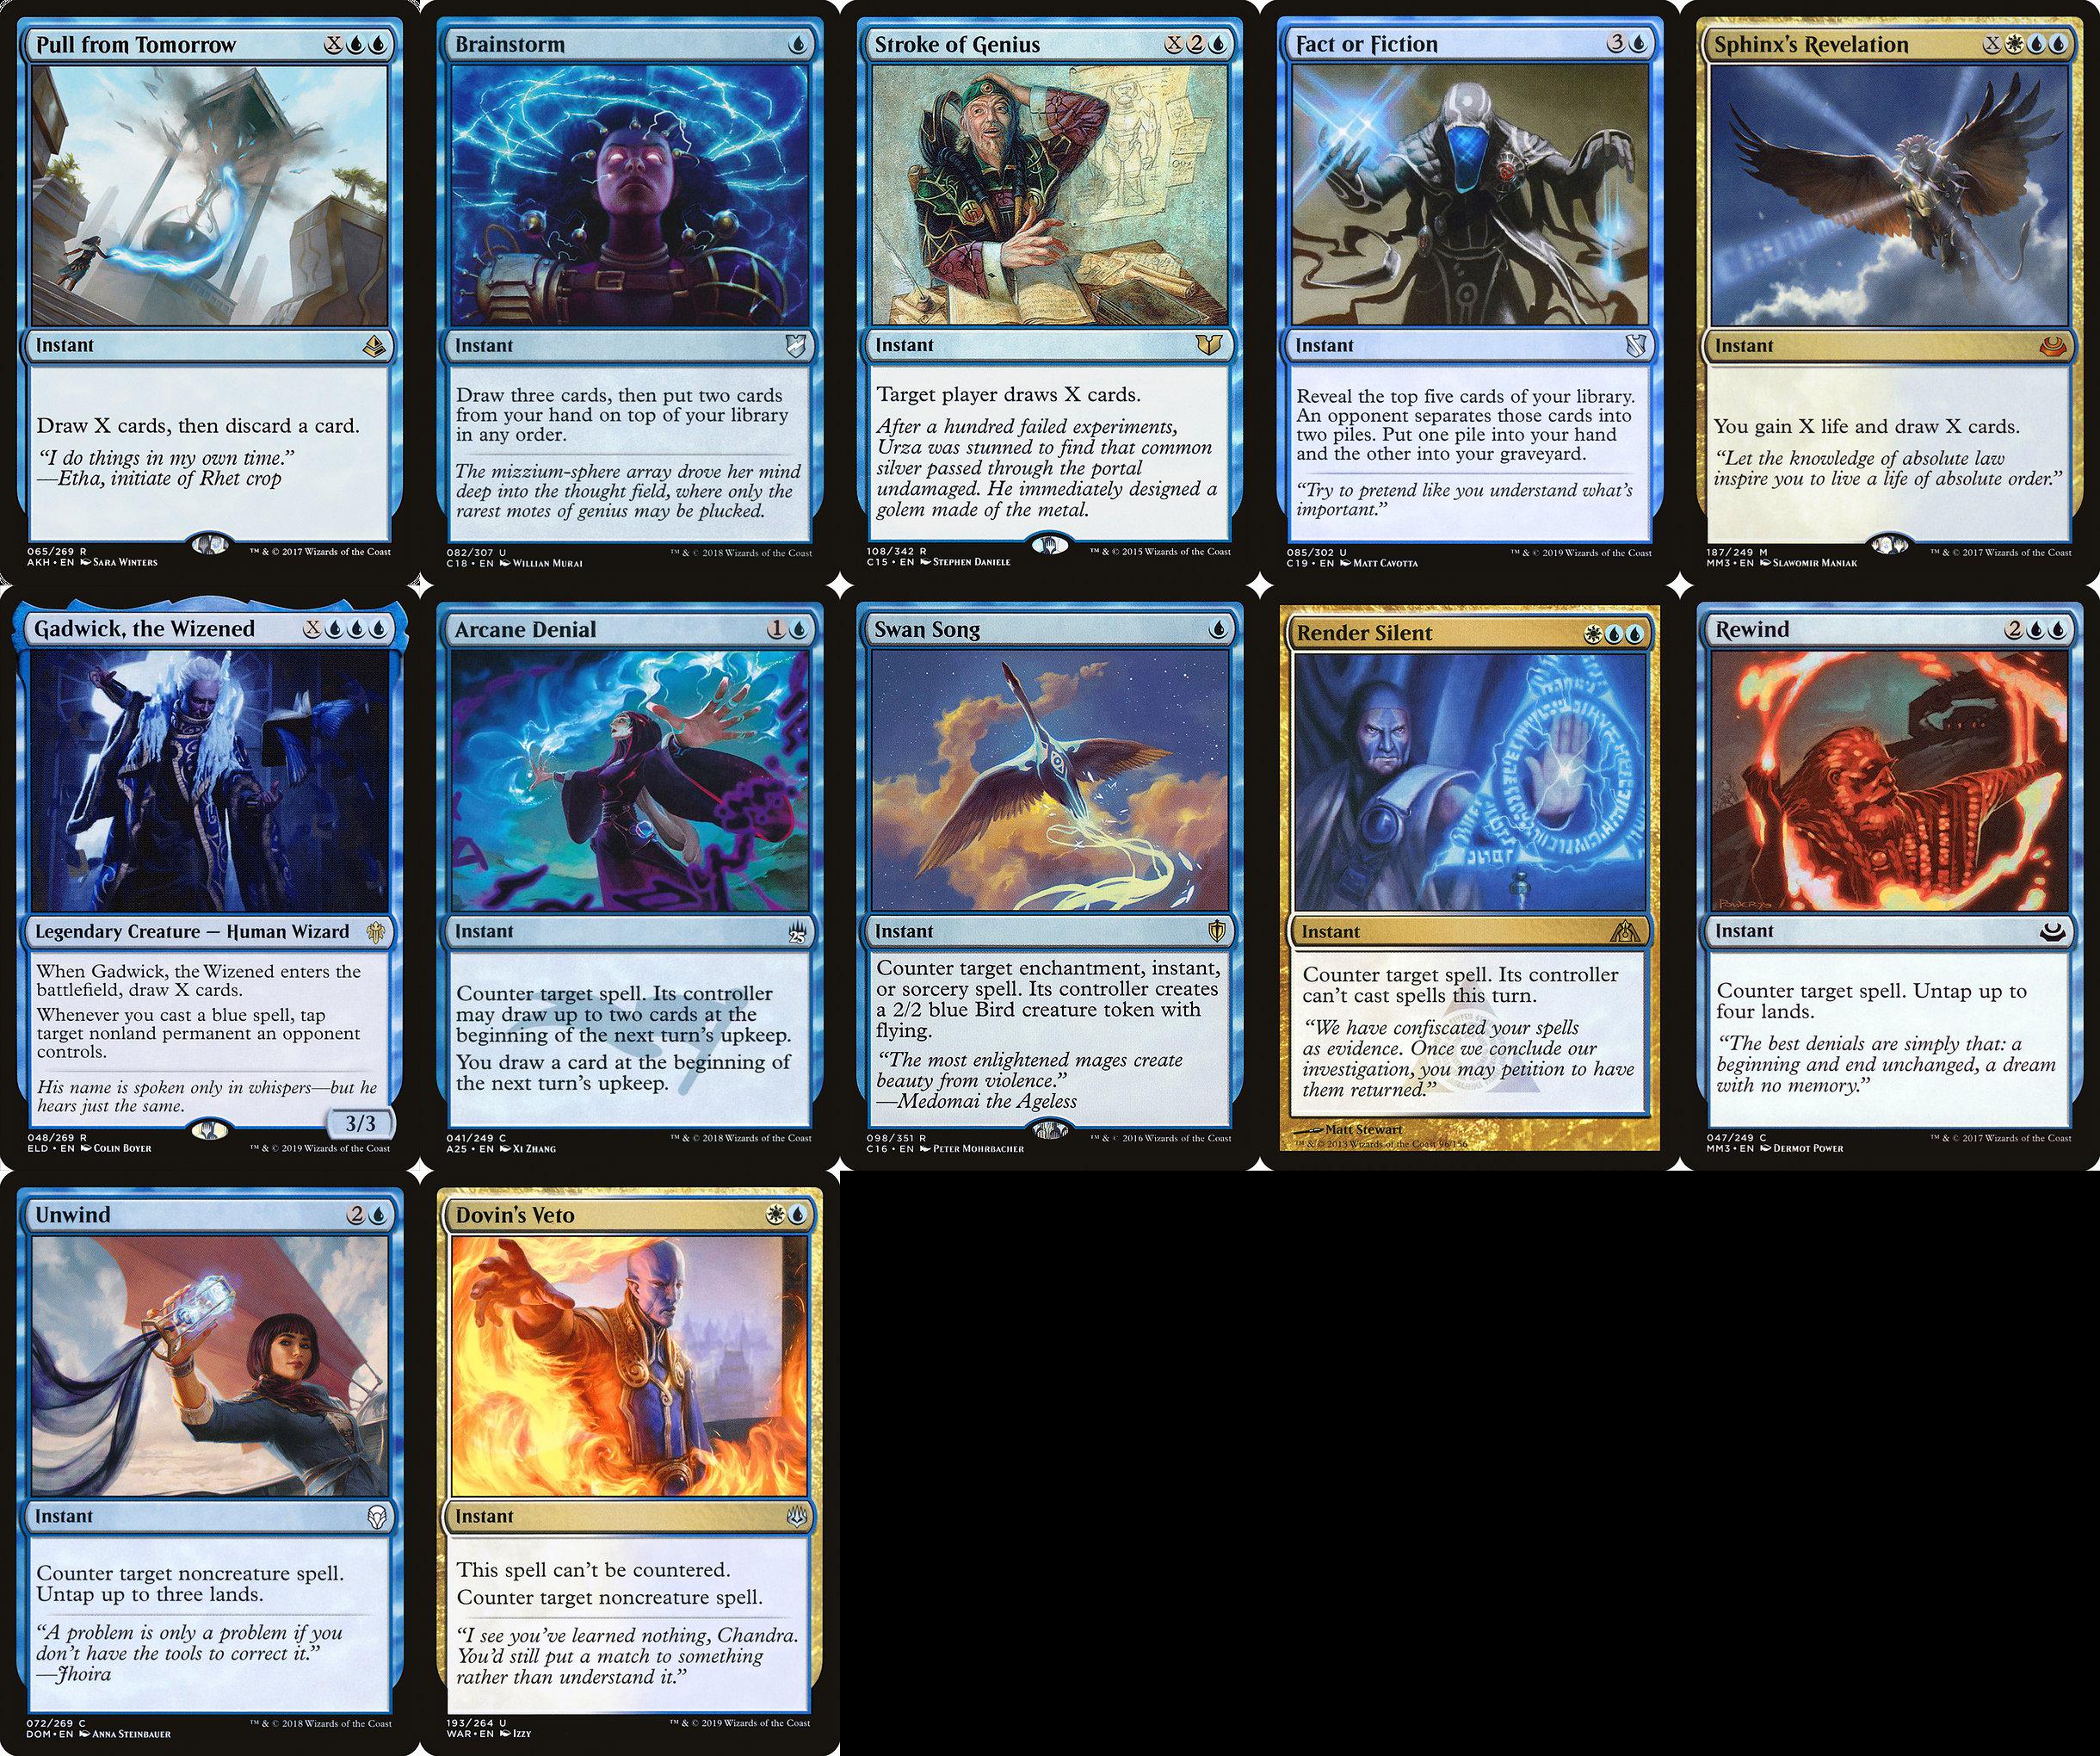 Pull from Tomorrow
X
Instant
Draw X cards, then discard a card.
“I do things in my own time.”
—Etha, initiate of Rhet crop
065/269 R
AKH • EN Sara Winters
™ & © 2017 Wizards of the Coast
Brainstorm
Instant
Draw three cards, then put two cards
from your hand on top of your library
in any order.
The mizzium-sphere array drove her mind
deep into the thought field, where only the
rarest motes of genius may be plucked.
082/307 U
C18 • EN Willian Murai
™ & © 2018 Wizards of the Coast
Stroke of Genius
X 2
Instant
Target player draws X cards.
After a hundred failed experiments,
Urza was stunned to find that common
silver passed through the portal
undamaged. He immediately designed a
golem made of the metal.
108/342 R
C15 • EN Stephen Daniele
™ & © 2015 Wizards of the Coast
Fact or Fiction
3
Instant
Reveal the top five cards of your library.
An opponent separates those cards into
two piles. Put one pile into your hand
and the other into your graveyard.
“Try to pretend like you understand what’s
important.”
085/302 U
C19 • EN Matt Cavotta
™ & © 2019 Wizards of the Coast
Sphinx’s Revelation
X
Instant
You gain X life and draw X cards.
“Let the knowledge of absolute law
inspire you to live a life of absolute order.”
187/249 M
MM3 • EN Slawomir Maniak
™ & © 2017 Wizards of the Coast
Gadwick, the Wizened
X
Legendary Creature — Human Wizard
When Gadwick, the Wizened enters the
battlefield, draw X cards.
Whenever you cast a blue spell, tap
target nonland permanent an opponent
controls.
His name is spoken only in whispers—but he
hears just the same.
3/3
048/269 R
ELD • EN Colin Boyer
™ & © 2019 Wizards of the Coast
Arcane Denial
1
Instant
25
Counter target spell. Its controller
may draw up to two cards at the
beginning of the next turn’s upkeep.
You draw a card at the beginning of
the next turn’s upkeep.
041/249 C
A25 • EN Xi Zhang
™ & © 2018 Wizards of the Coast
Swan Song
Instant
Counter target enchantment, instant,
or sorcery spell. Its controller creates
a 2/2 blue Bird creature token with
flying.
“The most enlightened mages create
beauty from violence.”
—Medomai the Ageless
098/351 R
C16 • EN Peter Mohrbacher
™ & © 2016 Wizards of the Coast
Render Silent
Instant
Counter target spell. Its controller
can’t cast spells this turn.
“We have confiscated your spells
as evidence. Once we conclude our
investigation, you may petition to have
them returned.”
Matt Stewart
™ & © 2013 Wizards of the Coast 96/156
Rewind
2
Instant
Counter target spell. Untap up to
four lands.
“The best denials are simply that: a
beginning and end unchanged, a dream
with no memory.”
047/249 C
MM3 • EN Dermot Power
™ & © 2017 Wizards of the Coast
Unwind
2
Instant
Counter target noncreature spell.
Untap up to three lands.
“A problem is only a problem if you
don’t have the tools to correct it.”
—Jhoira
072/269 C
DOM • EN Anna Steinbauer
™ & © 2018 Wizards of the Coast
Dovin’s Veto
Instant
This spell can’t be countered.
Counter target noncreature spell.
“I see you’ve learned nothing, Chandra.
You’d still put a match to something
rather than understand it.”
193/264 U
WAR • EN Izzy
™ & © 2019 Wizards of the Coast